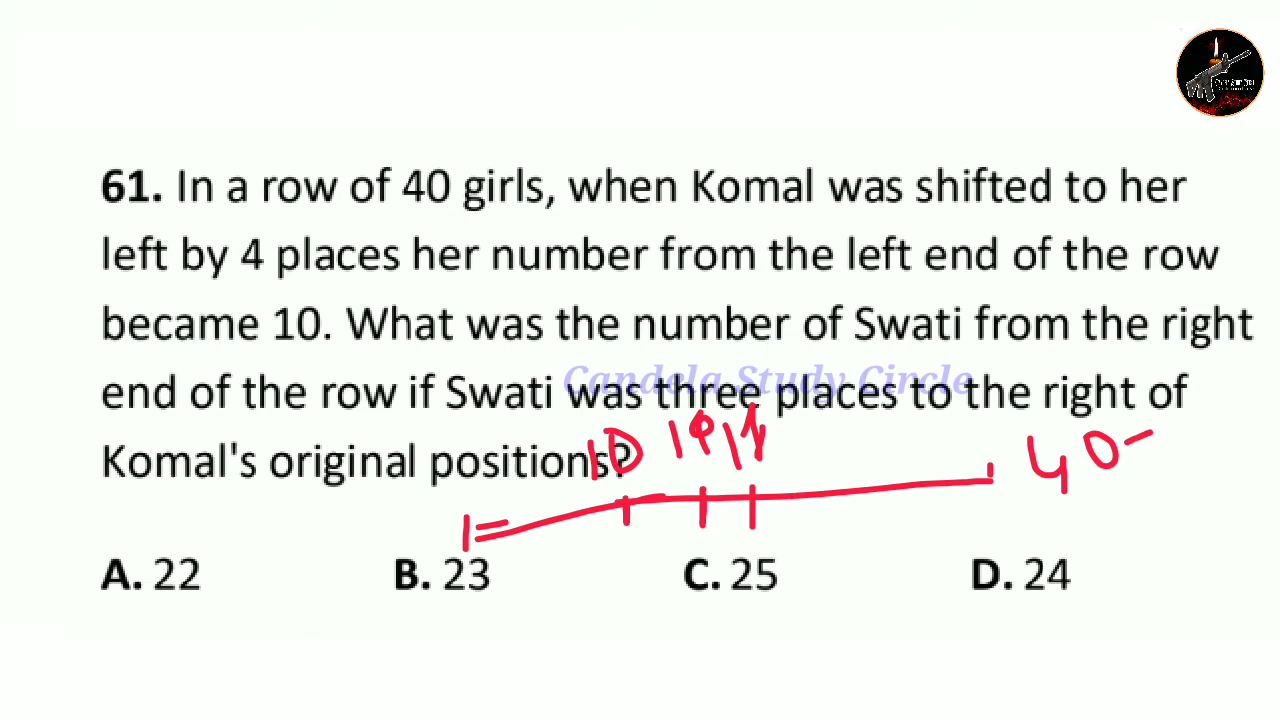 61. In a row of 40 girls, when Komal was shifted to her
left by 4 places her number from the left end of the row
became 10. What was the number of Swati from the right
end of the row if Swati was three places to the right of
Candela Study Circle
Komal's original positions?
10
40-
A. 22 B. 23 C. 25 D. 24